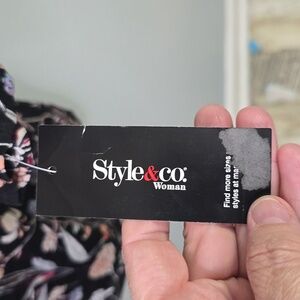 Style&co.®
Woman
Find more sizes
styles at